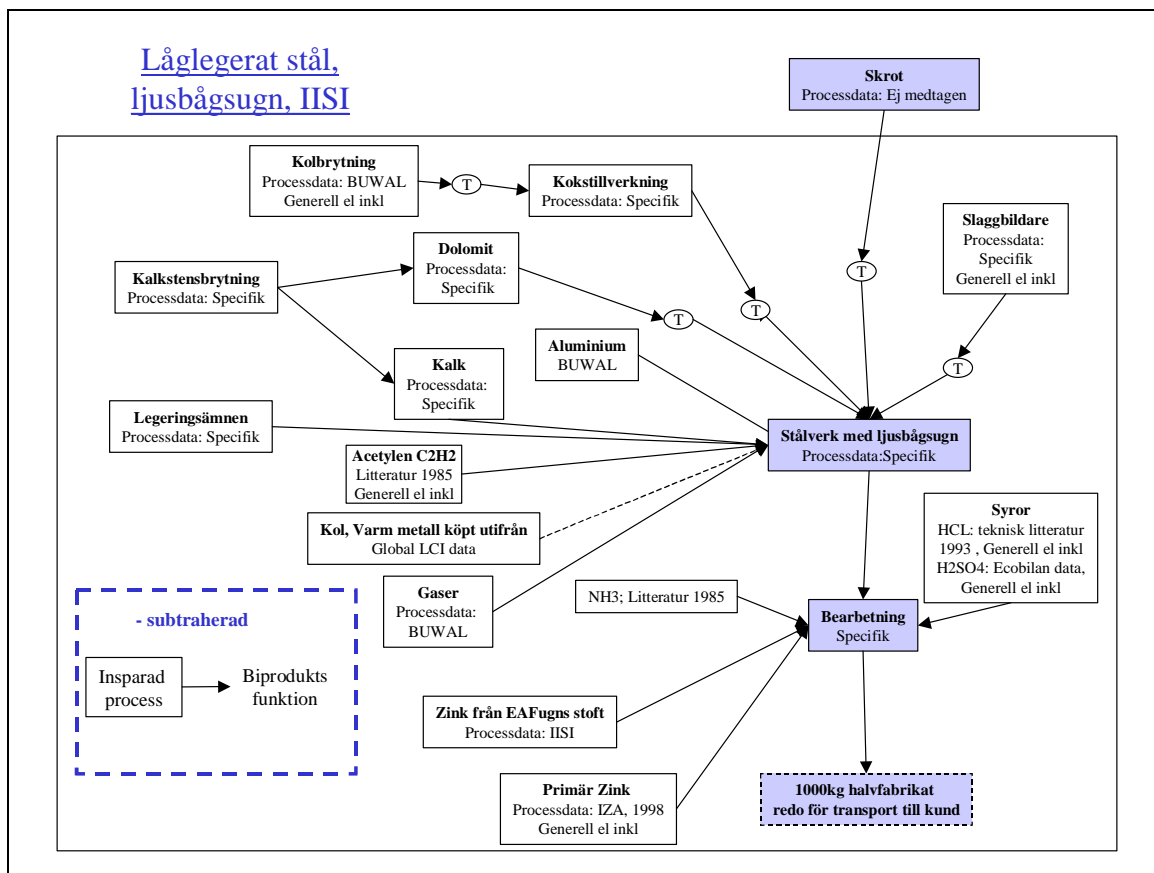 Låglegerat stål,
ljusbågsugn, IISI
Skrot
Processdata: Ej medtagen
Kolbrytning
Processdata: BUWAL
Generell el inkl
T
Kokstillverkning
Processdata: Specifik
Slaggbildare
Processdata:
Specifik
Generell el inkl
Dolomit
Processdata:
Specifik
Kalkstensbrytning
Processdata: Specifik
T
T
T
T
Aluminium
BUWAL
Kalk
Processdata:
Specifik
Legeringsämnen
Processdata: Specifik
Stålverk med ljusbågsugn
Processdata:Specifik
Acetylen C2H2
Litteratur 1985
Generell el inkl
Kol, Varm metall köpt utifrån
Global LCI data
Syror
HCL: teknisk litteratur
1993 , Generell el inkl
H2SO4: Ecobilan data,
Generell el inkl
Gaser
Processdata:
BUWAL
NH3; Litteratur 1985
Bearbetning
Specifik
- subtraherad
Insparad
process
Biprodukts
funktion
Zink från EAFugns stoft
Processdata: IISI
Primär Zink
Processdata: IZA, 1998
Generell el inkl
1000kg halvfabrikat
redo för transport till kund